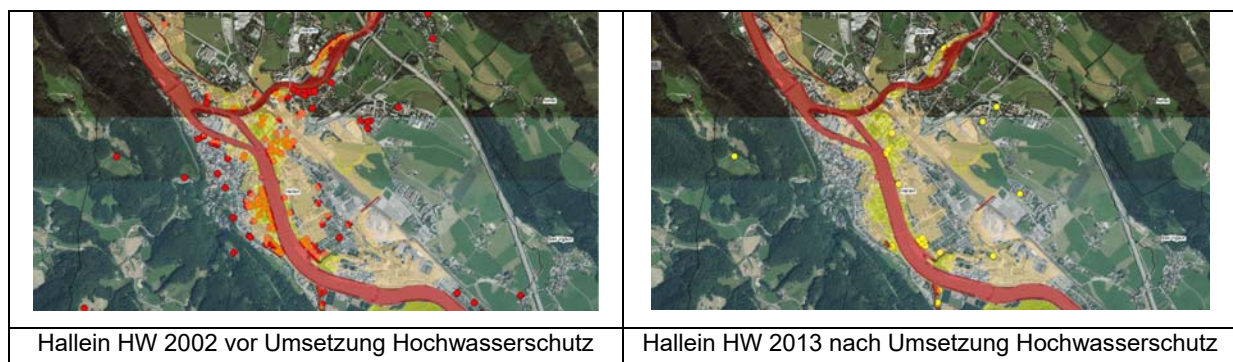 Hallein HW 2002 vor Umsetzung Hochwasserschutz
Hallein HW 2013 nach Umsetzung Hochwasserschutz